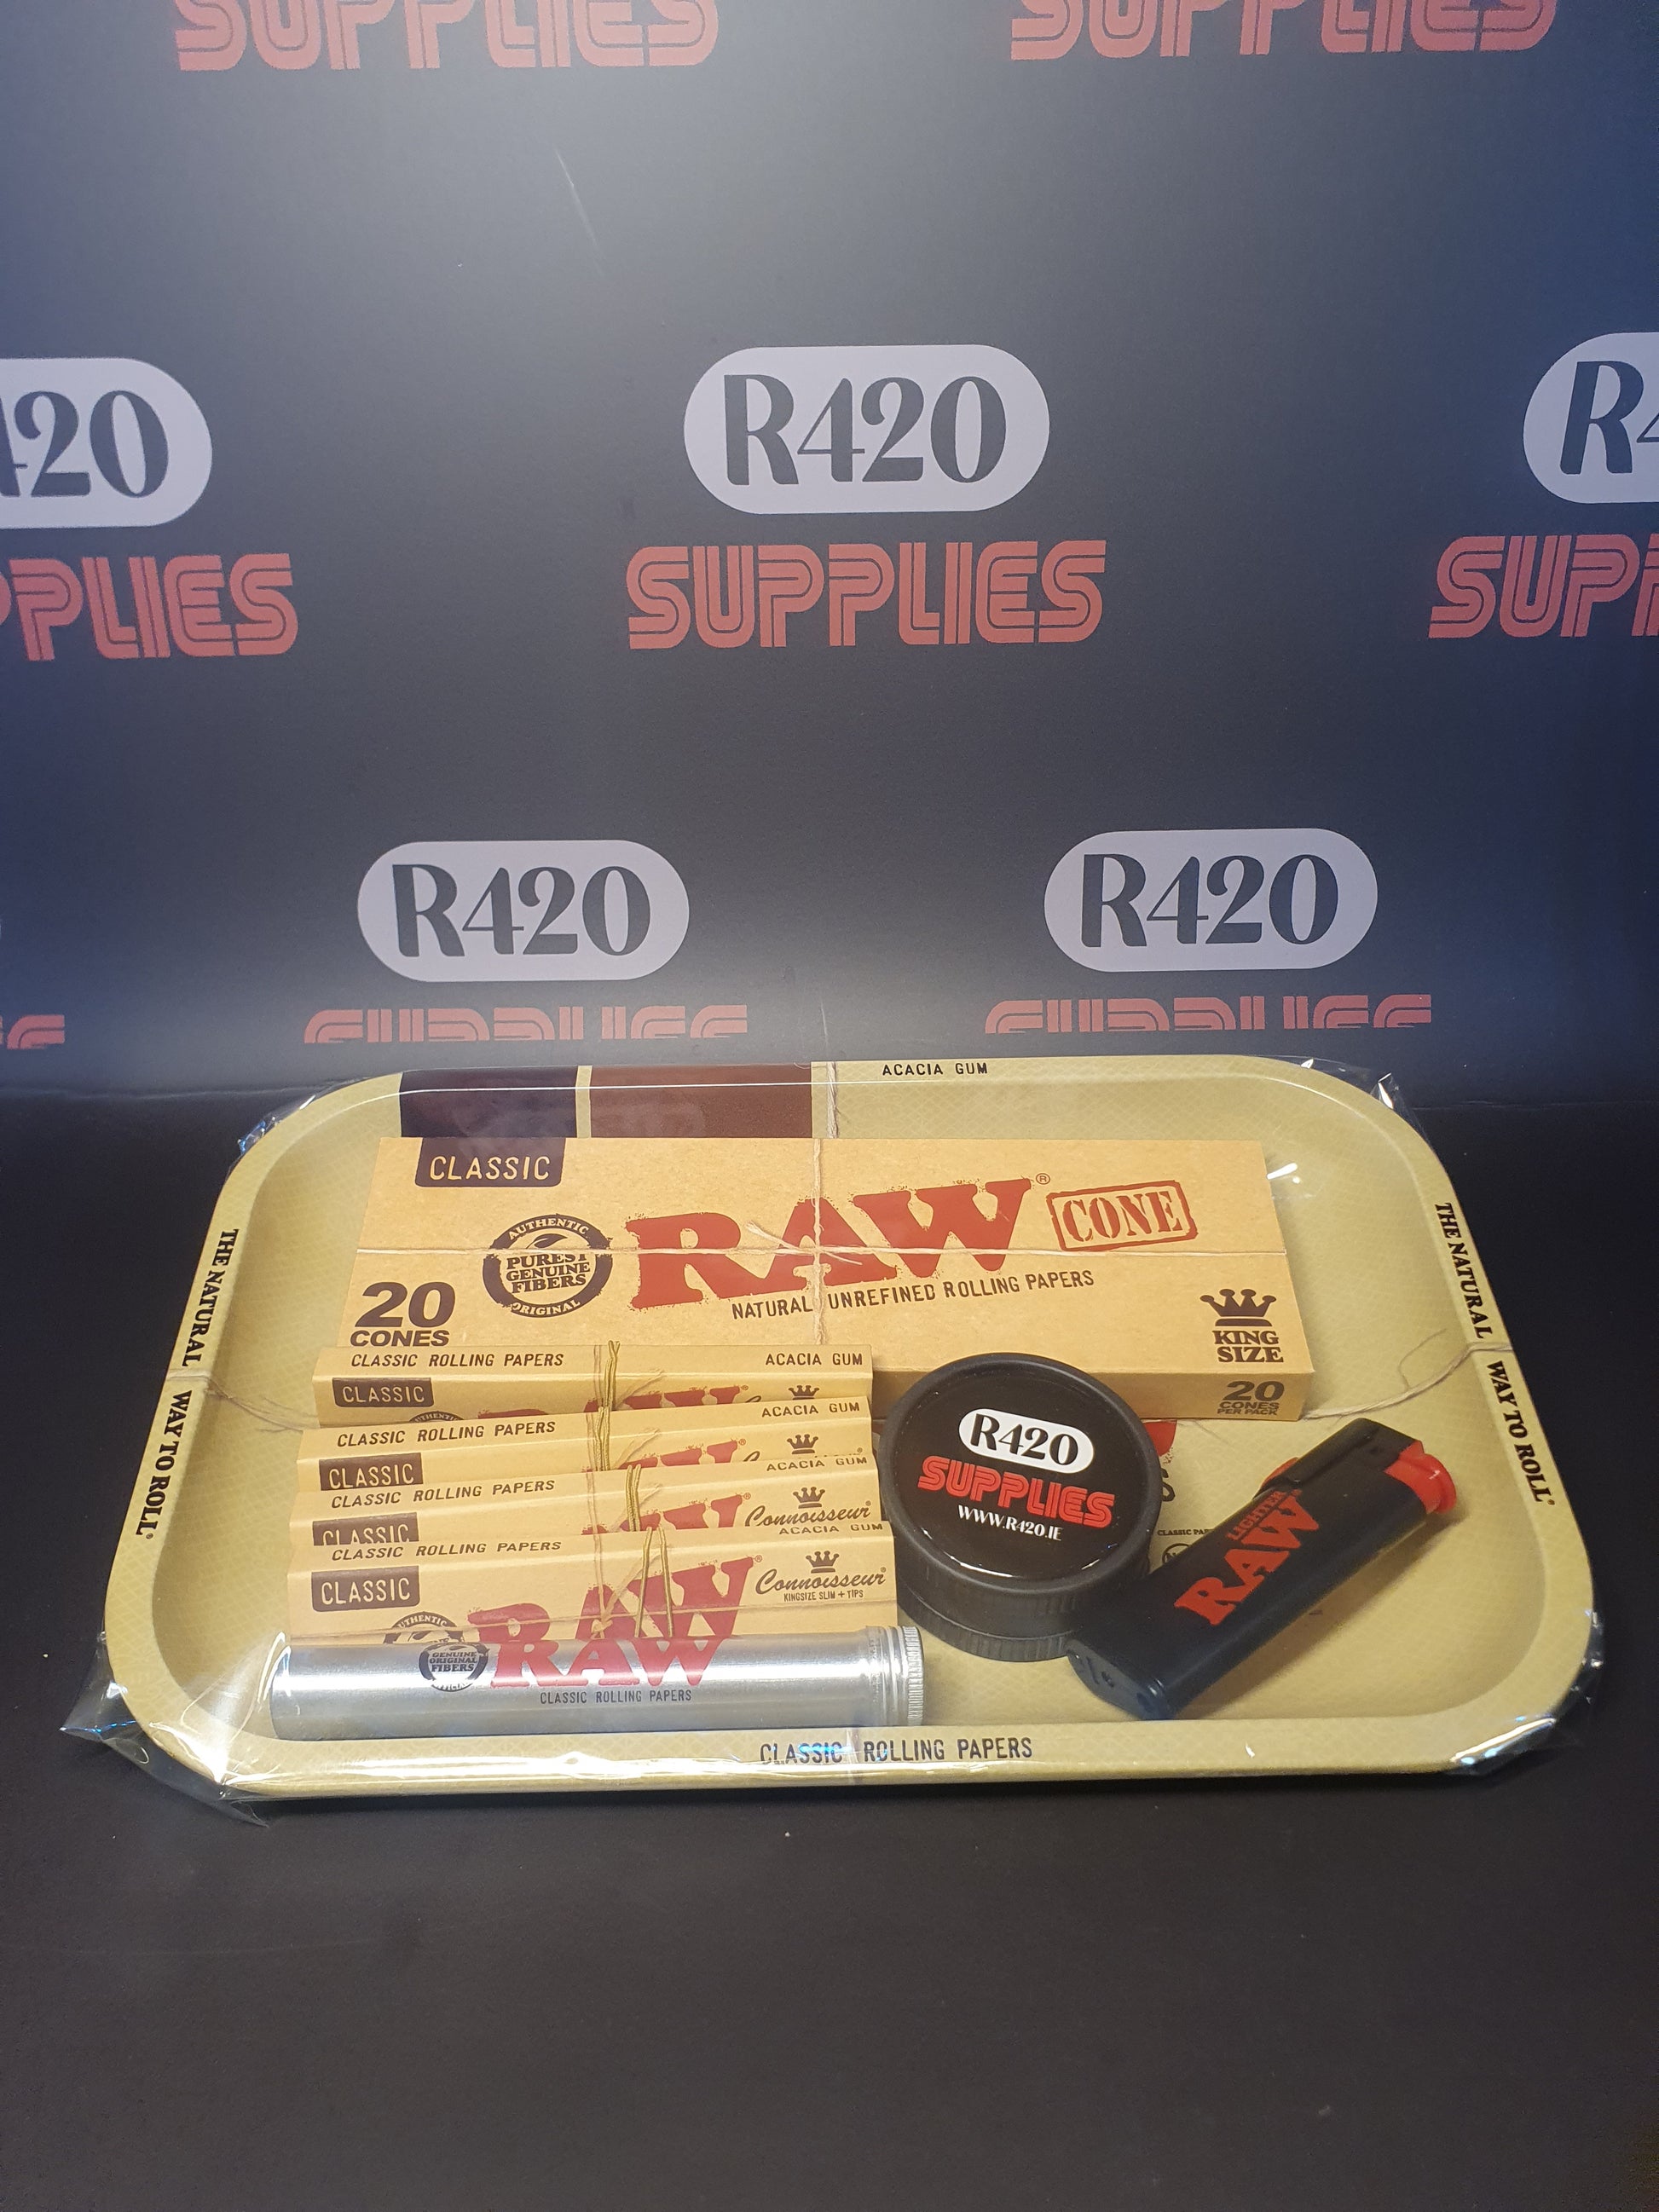 SUPPLIES
SUPPLIES
R420
SUPPLIES
R420
SUPPLIES
ACACIA GUM
CLASSIC
AUTHENTIC
PUREST
GENUINE
FIBERS
ORIGINAL
RAW®
CONE
NATURAL UNREFINED ROLLING PAPERS
20
CONES
KING
SIZE
20
CONES
PER PACK
THE NATURAL WAY TO ROLL®
THE NATURAL WAY TO ROLL®
CLASSIC ROLLING PAPERS
ACACIA GUM
CLASSIC
CLASSIC ROLLING PAPERS
ACACIA GUM
CLASSIC
CLASSIC ROLLING PAPERS
ACACIA GUM
CLASSIC
Connoisseur®
CLASSIC ROLLING PAPERS
ACACIA GUM
CLASSIC
AUTHENTIC
RAW®
Connoisseur®
KINGSIZE SLIM + TIPS
GENUINE
ORIGINAL
FIBERS
RAW
CLASSIC ROLLING PAPERS
R420
SUPPLIES
WWW.R420.IE
LIGHTER
RAW
CLASSIC ROLLING PAPERS